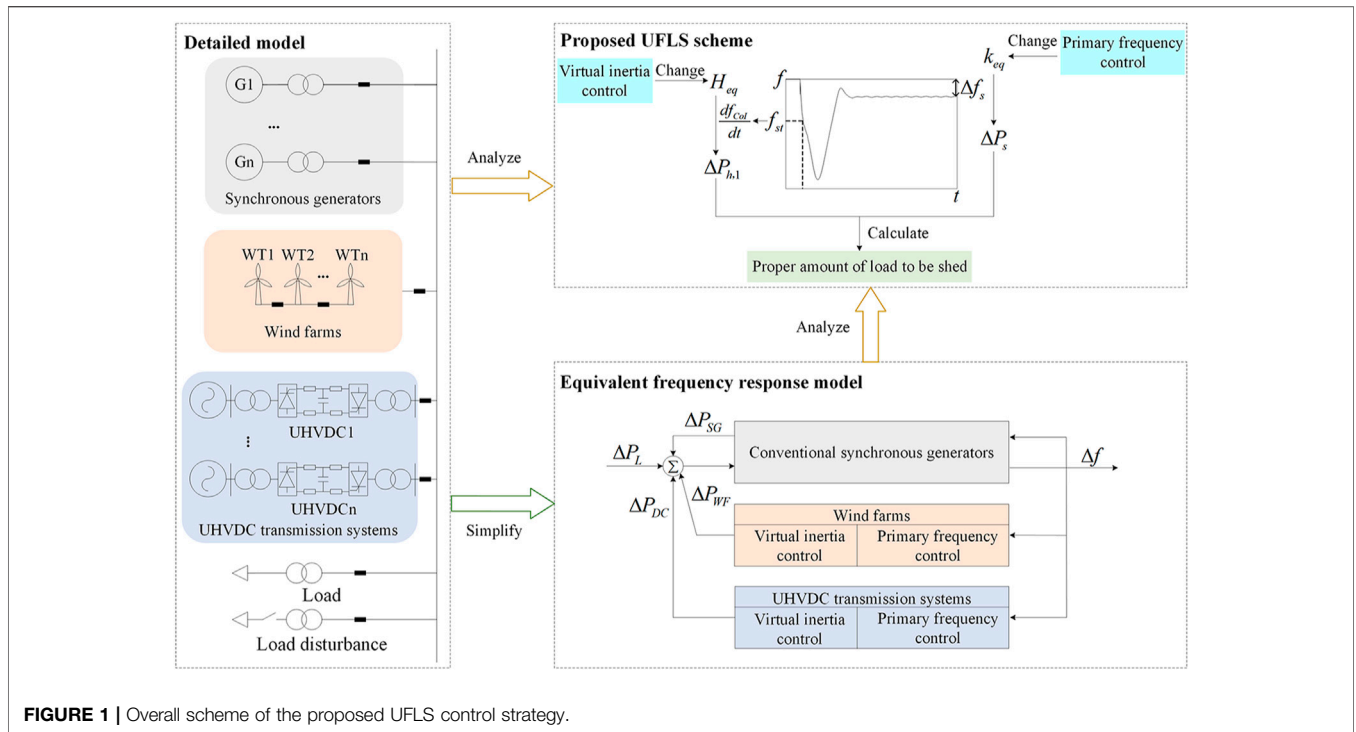 Detailed model
G1
...
Gn
Synchronous generators
WT1 WT2 WTn
...
Wind farms
UHVDC1
...
UHVDCn
UHVDC transmission systems
Load
Load disturbance
Analyze
Simplify
Proposed UFLS scheme
Virtual inertia
control
Change
H_eq
df_Col
dt
f_st
ΔP_h,1
f
t
Δf_s
k_eq
Change
Primary frequency
control
ΔP_s
Calculate
Proper amount of load to be shed
Analyze
Equivalent frequency response model
ΔP_SG
ΔP_L
Σ
ΔP_DC
ΔP_WF
Conventional synchronous generators
Δf
Wind farms
Virtual inertia
control
Primary frequency
control
UHVDC transmission systems
Virtual inertia
control
Primary frequency
control
FIGURE 1 | Overall scheme of the proposed UFLS control strategy.